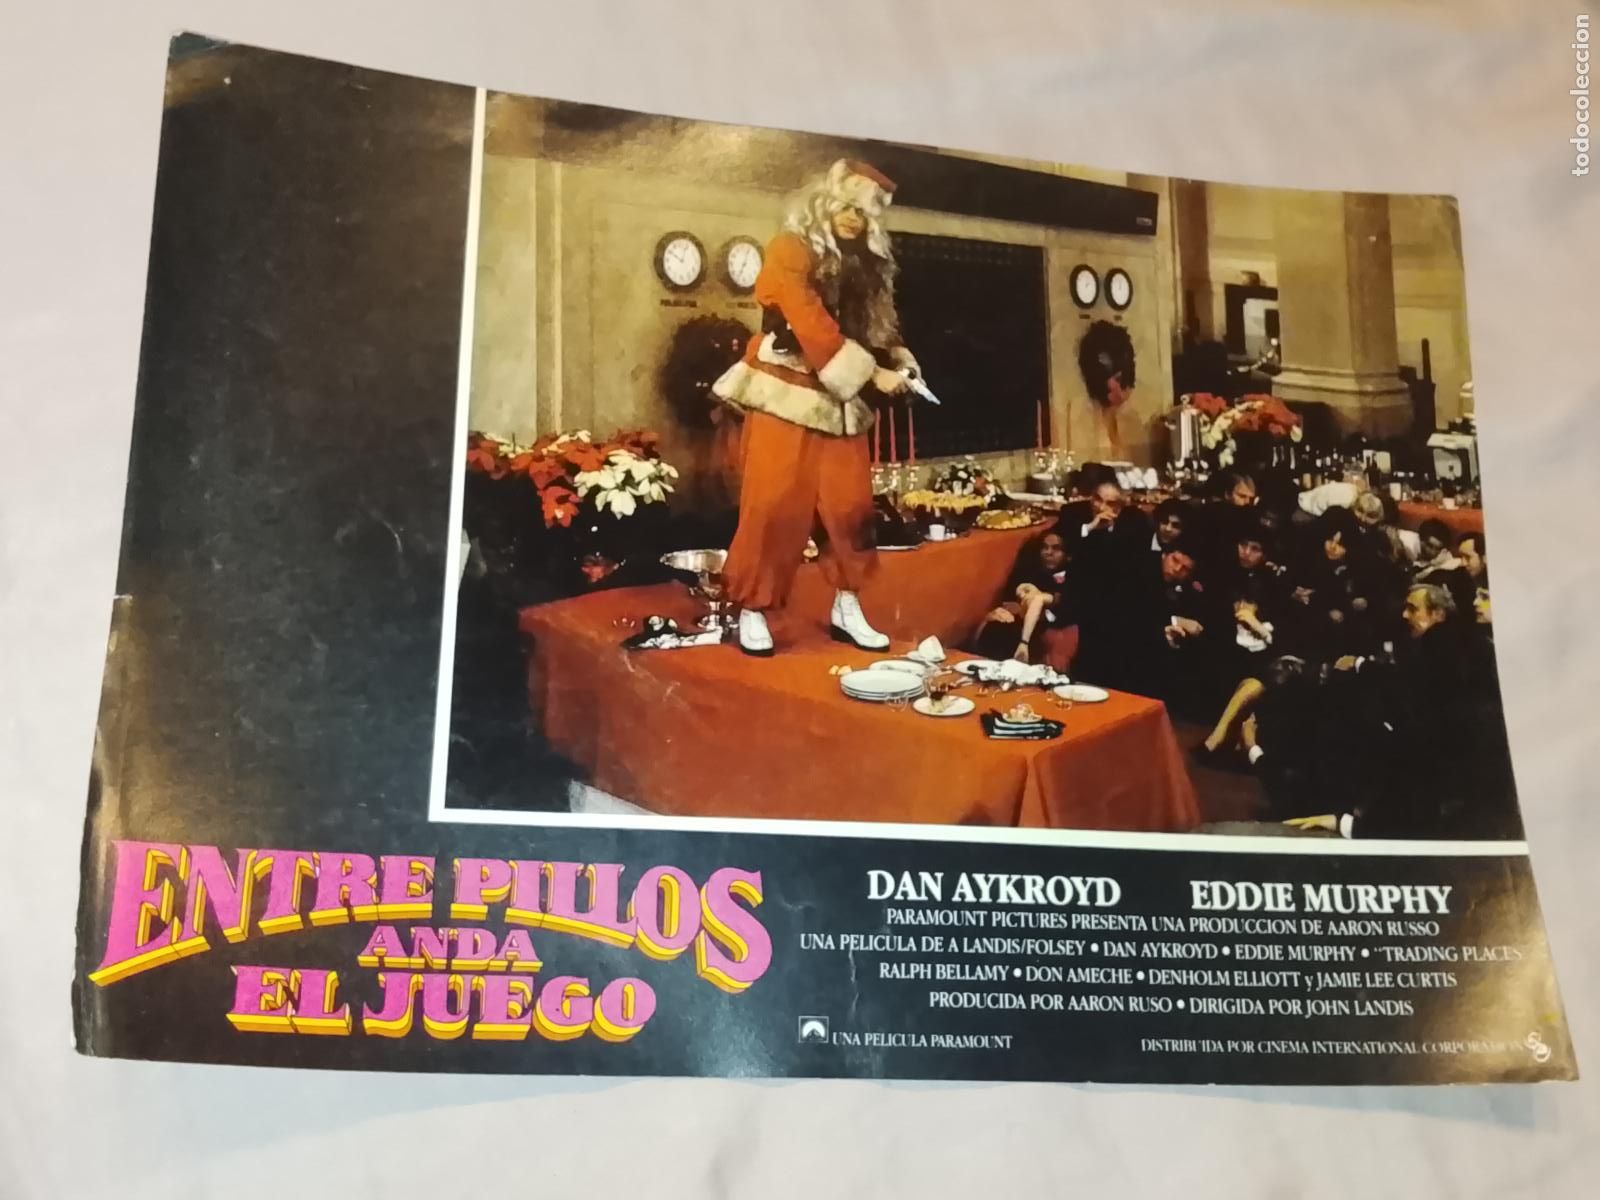 todocoleccion
PHILADELPHIA
ENTRE PILLOS
ANDA
EL JUEGO
DAN AYKROYD EDDIE MURPHY
PARAMOUNT PICTURES PRESENTA UNA PRODUCCION DE AARON RUSSO
UNA PELICULA DE A LANDIS/FOLSEY • DAN AYKROYD • EDDIE MURPHY • "TRADING PLACES"
RALPH BELLAMY • DON AMECHE • DENHOLM ELLIOTT y JAMIE LEE CURTIS
PRODUCIDA POR AARON RUSO • DIRIGIDA POR JOHN LANDIS
UNA PELICULA PARAMOUNT
DISTRIBUIDA POR CINEMA INTERNATIONAL CORPORATION